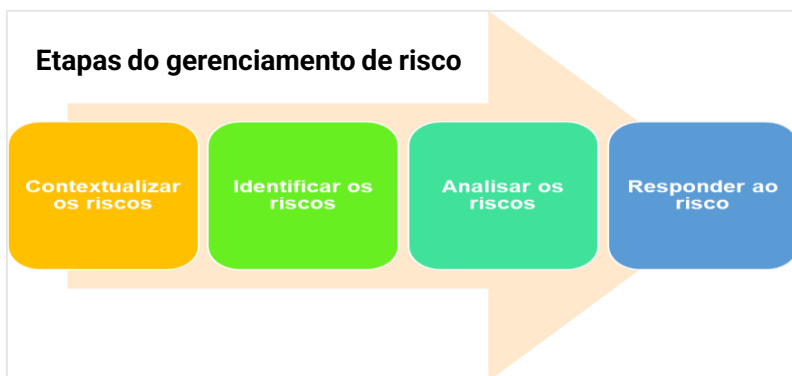 Etapas do gerenciamento de risco
Contextualizar
os riscos
Identificar os
riscos
Analisar os
riscos
Responder ao
risco